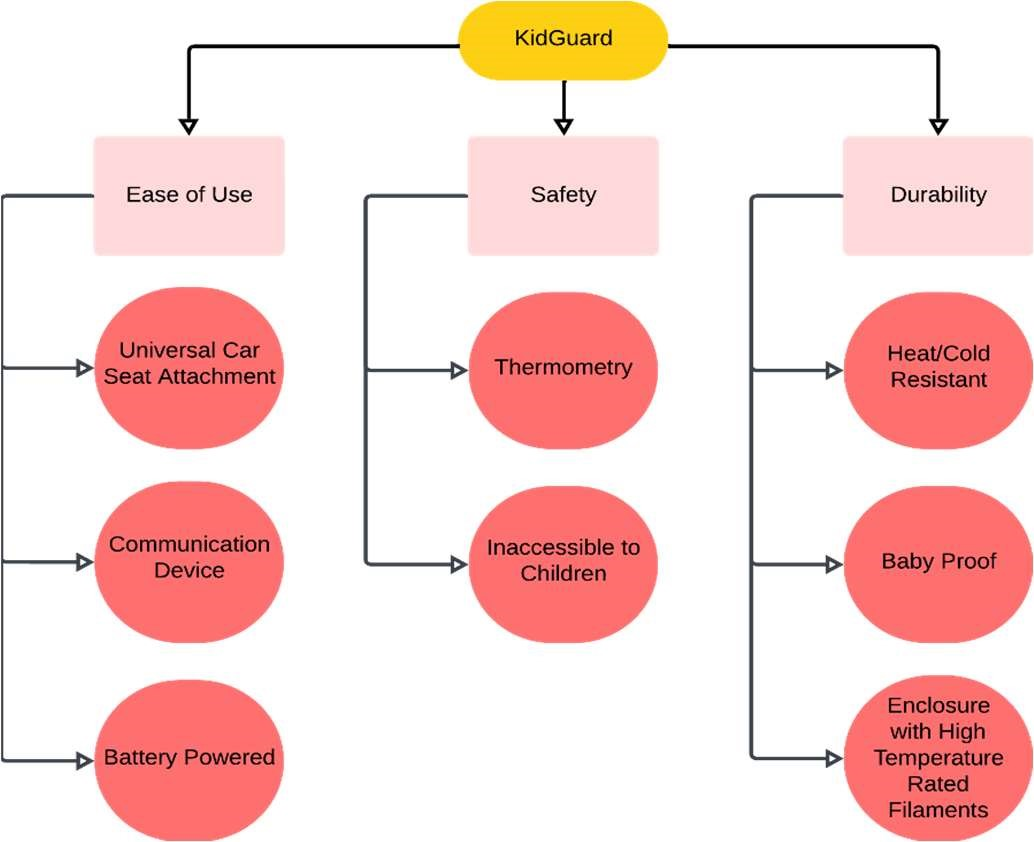 KidGuard
Ease of Use
Safety
Durability
Universal Car
Seat Attachment
Thermometry
Heat/Cold
Resistant
Communication
Device
Inaccessible to
Children
Baby Proof
Battery Powered
Enclosure
with High
Temperature
Rated
Filaments